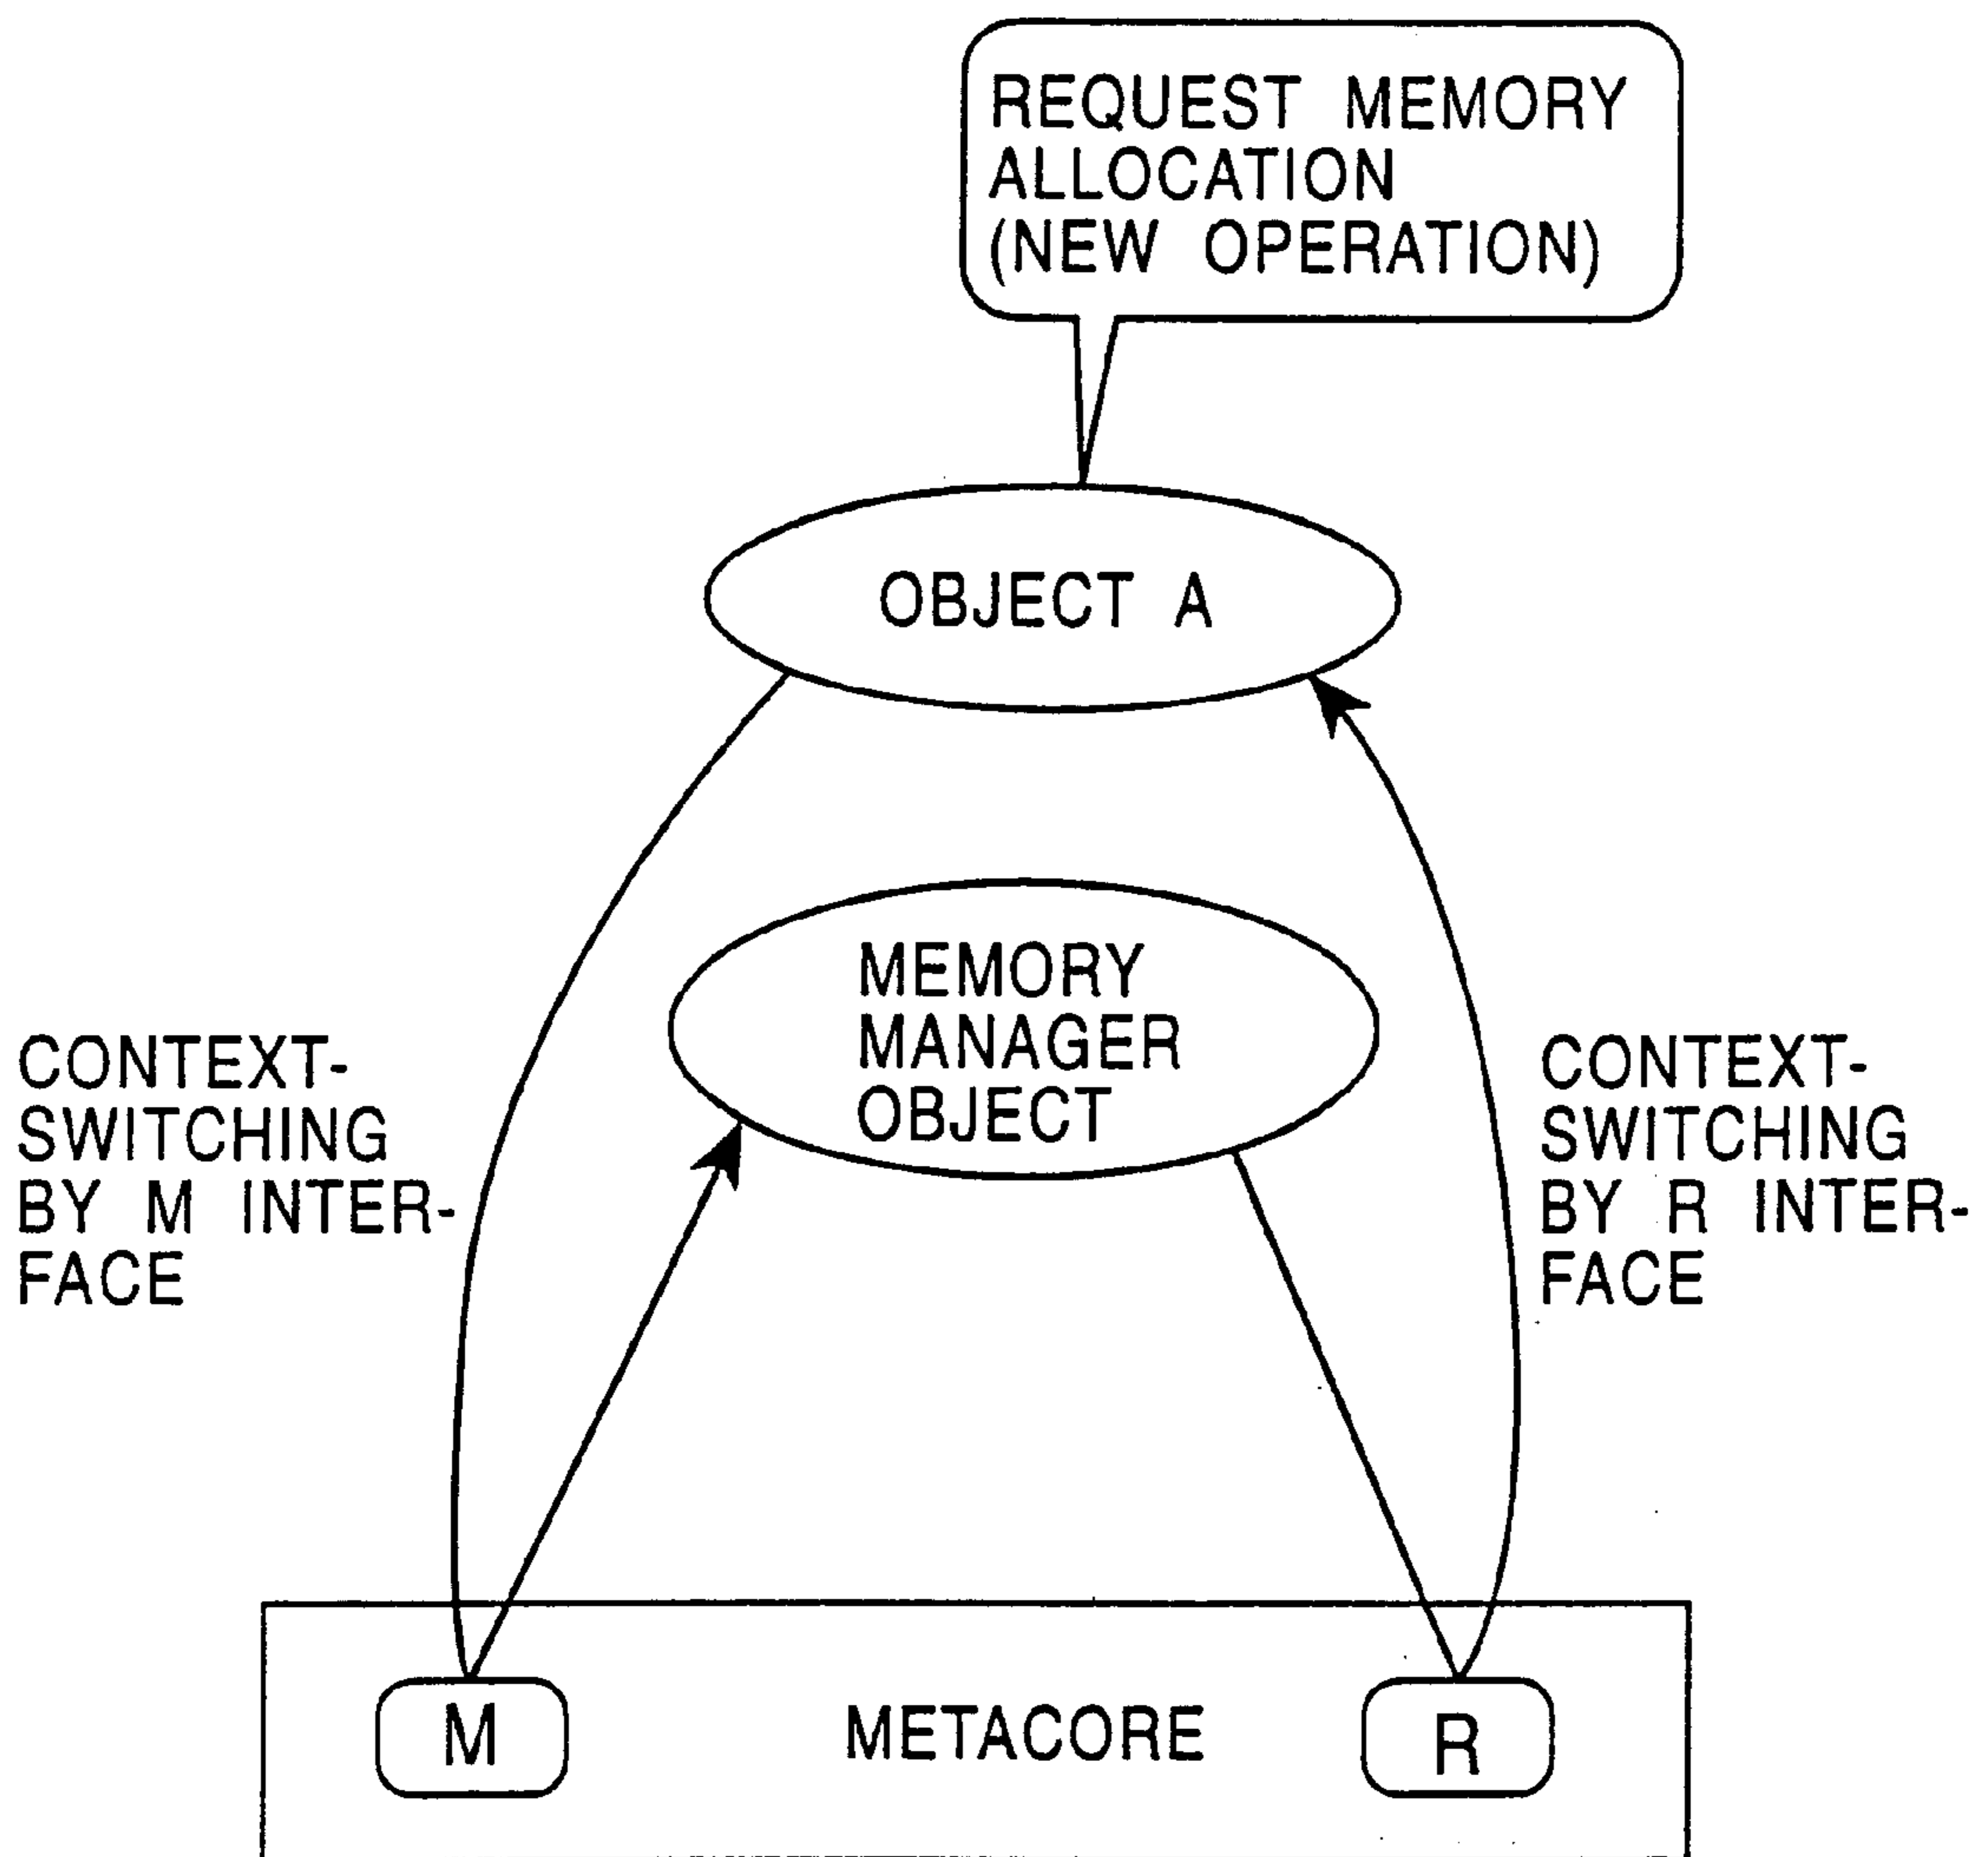 REQUEST MEMORY
ALLOCATION
(NEW OPERATION)
OBJECT A
MEMORY
MANAGER
OBJECT
CONTEXT-
SWITCHING
BY M INTER-
FACE
CONTEXT-
SWITCHING
BY R INTER-
FACE
M
METACORE
R